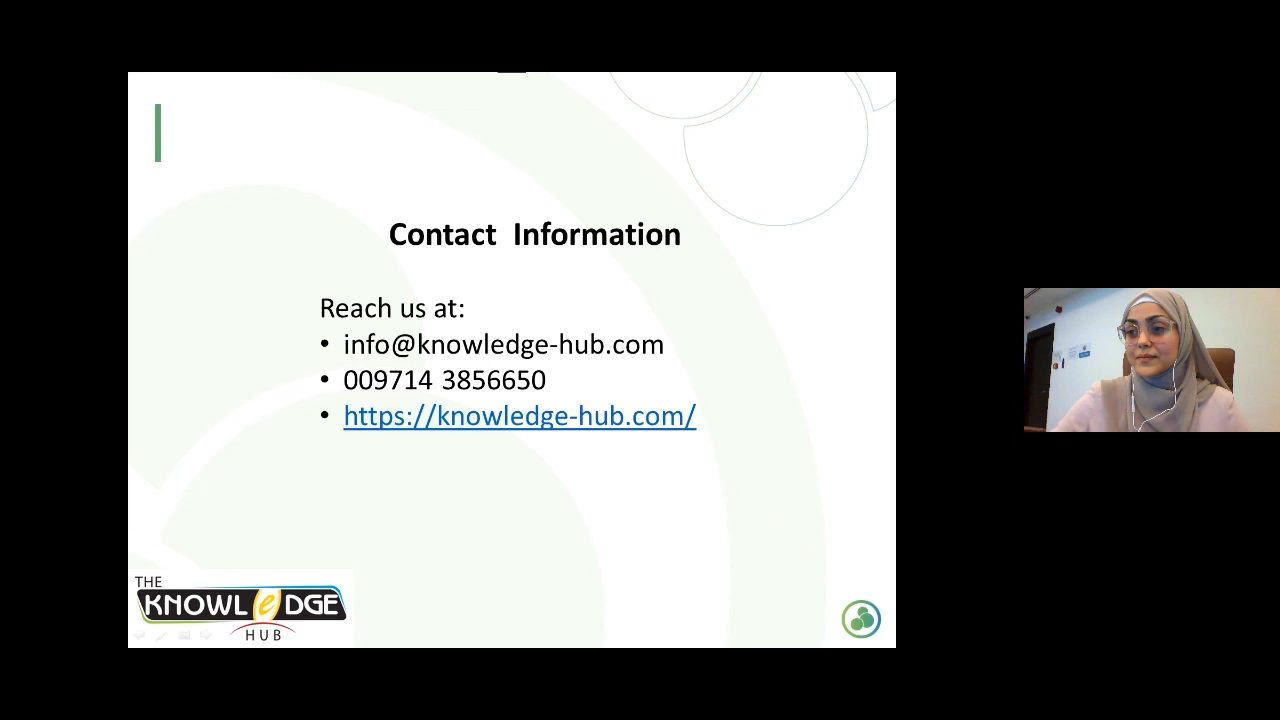 Contact Information
Reach us at:
• info@knowledge-hub.com
• 009714 3856650
• https://knowledge-hub.com/
THE
KNOWLEDGE
HUB